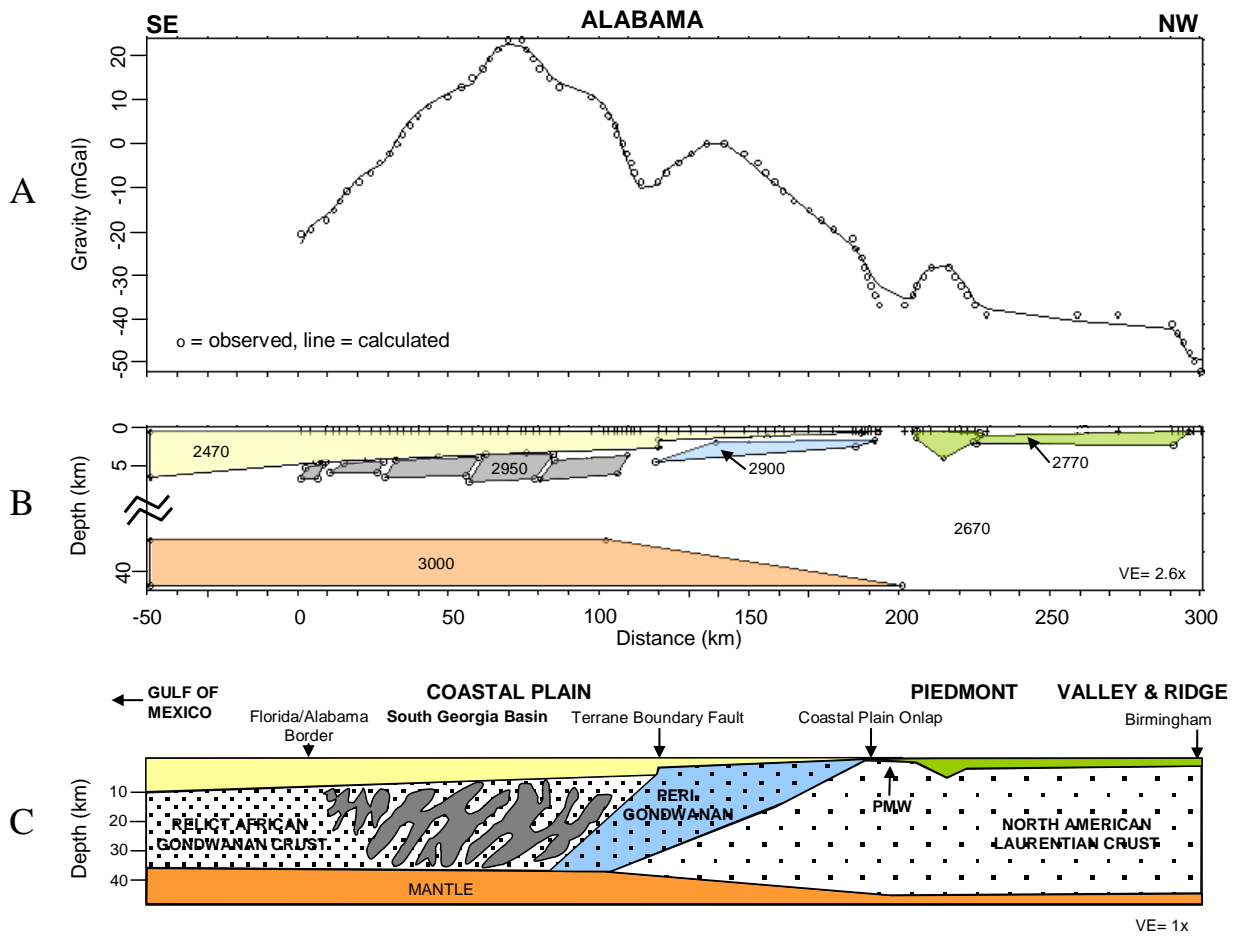 SE
ALABAMA
NW
A
Gravity (mGal)
20
10
0
-10
-20
-30
-40
-50
o = observed, line = calculated
B
Depth (km)
0
5
40
2470
2950
2900
2770
2670
3000
VE= 2.6x
-50
0
50
100
150
200
250
300
Distance (km)
GULF OF
MEXICO
COASTAL PLAIN
PIEDMONT
VALLEY & RIDGE
Florida/Alabama
Border
South Georgia Basin
Terrane Boundary Fault
Coastal Plain Onlap
Birmingham
C
Depth (km)
10
20
30
40
RELICT AFRICAN
GONDWANAN CRUST
PERI
GONDWANAN
PMW
NORTH AMERICAN
LAURENTIAN CRUST
MANTLE
VE= 1x